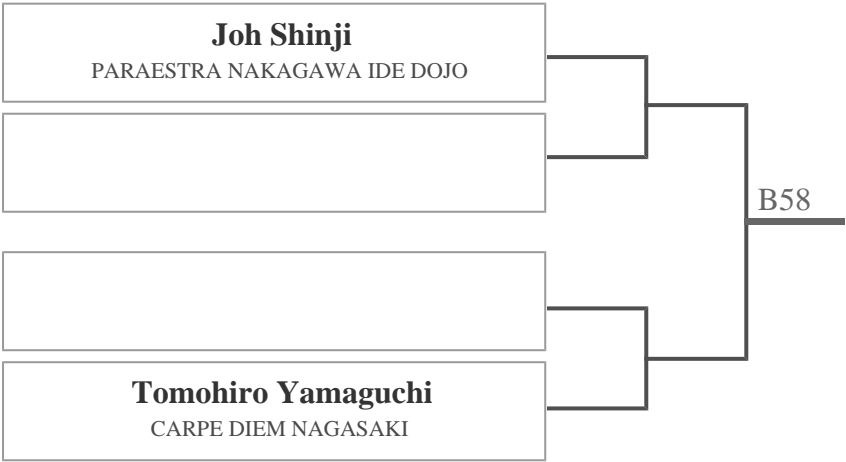 Joh Shinji
PARAESTRA NAKAGAWA IDE DOJO
B58
Tomohiro Yamaguchi
CARPE DIEM NAGASAKI